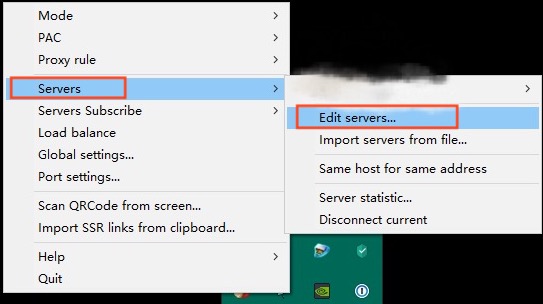 Mode
PAC
Proxy rule
Servers
Servers Subscribe
Load balance
Global settings...
Port settings...
Scan QRCode from screen...
Import SSR links from clipboard...
Help
Quit
Edit servers...
Import servers from file...
Same host for same address
Server statistic...
Disconnect current